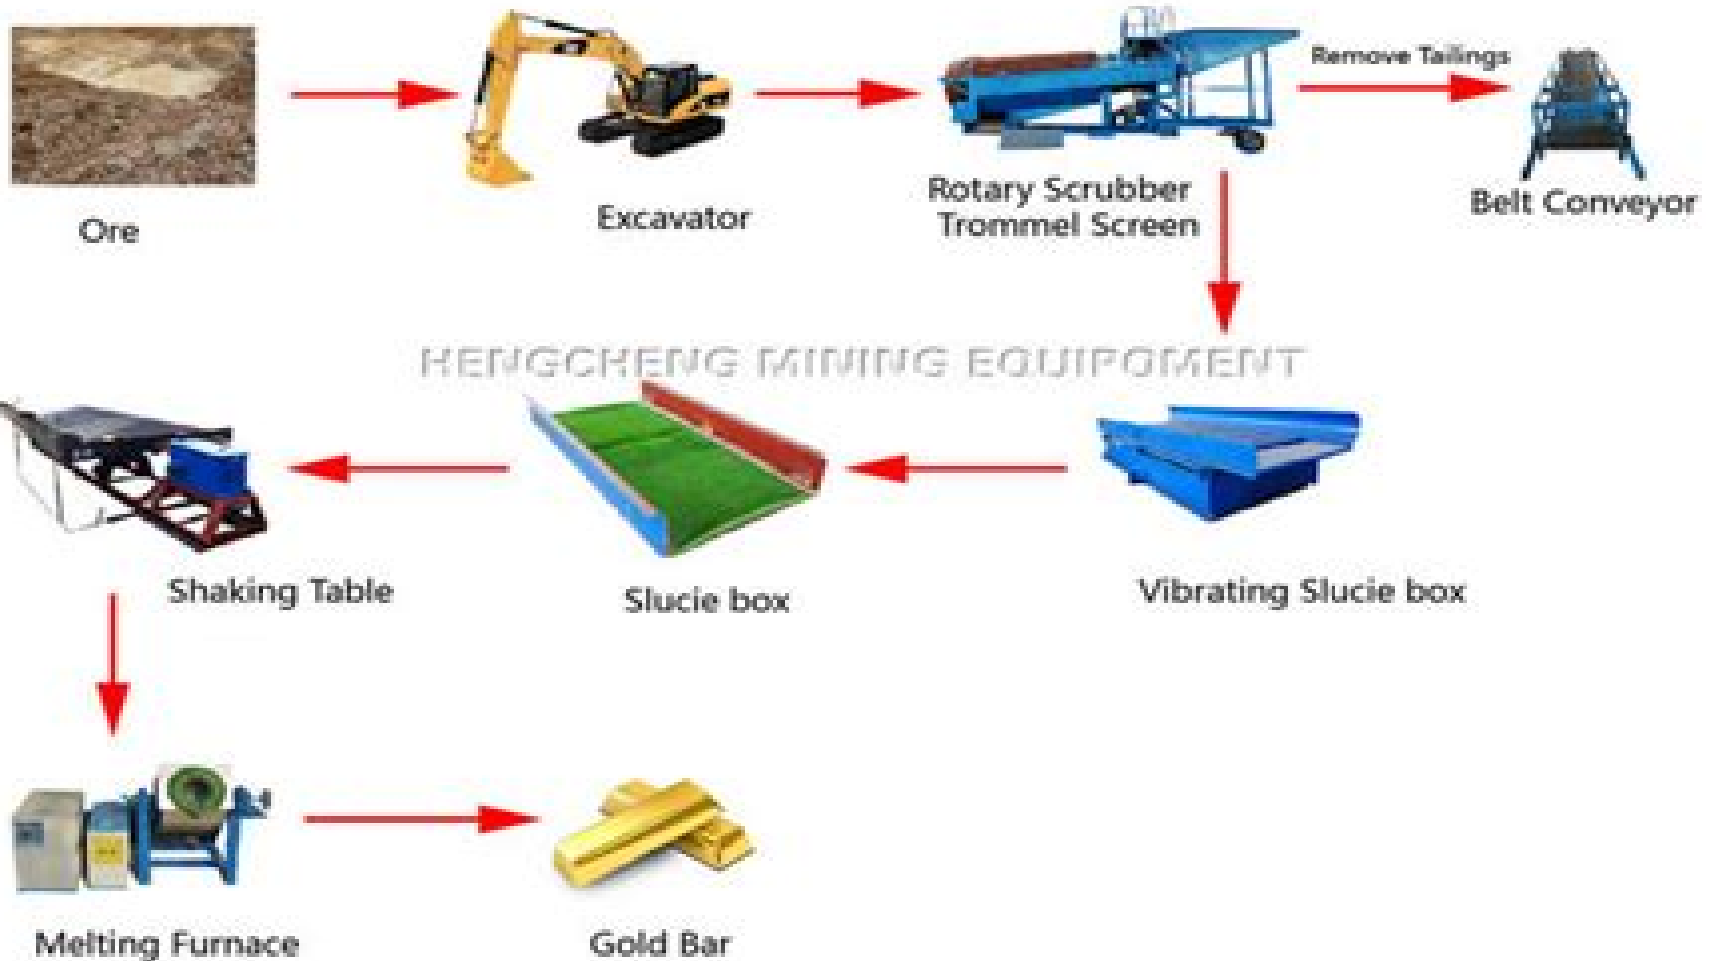 Remove Tailings
Ore
Excavator
Rotary Scrubber
Trommel Screen
Belt Conveyor
HENGCHENG MINING EQUIPOMENT
Shaking Table
Slucie box
Vibrating Slucie box
Melting Furnace
Gold Bar